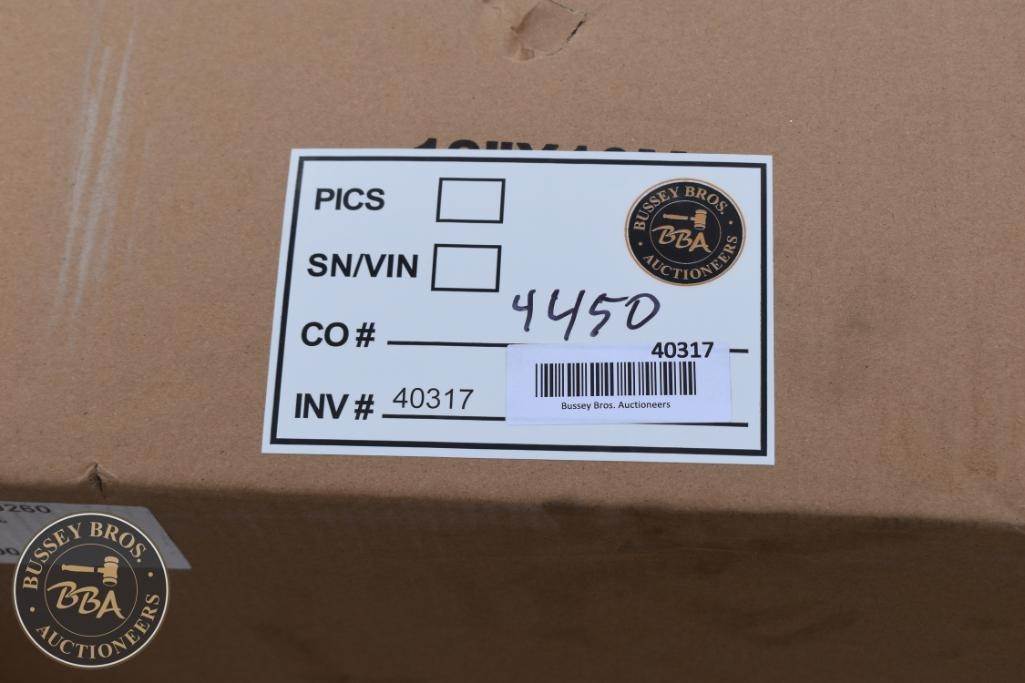 PICS
SN/VIN
CO # 4450
INV # 40317
BUSSEY BROS.
BBA
AUCTIONEERS
40317
Bussey Bros. Auctioneers
BUSSEY BROS.
BBA
AUCTIONEERS